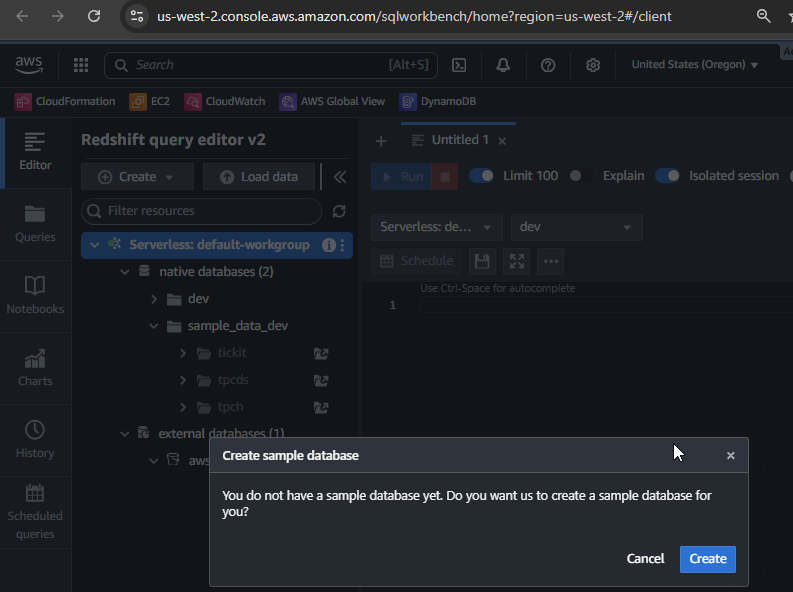 us-west-2.console.aws.amazon.com/sqlworkbench/home?region=us-west-2#/client
aws
Search
[Alt+S]
United States (Oregon)
CloudFormation
EC2
CloudWatch
AWS Global View
DynamoDB
Editor
Queries
Notebooks
Charts
History
Scheduled
queries
Redshift query editor v2
Create
Load data
Filter resources
Serverless: default-workgroup
native databases (2)
dev
sample_data_dev
tickit
tpcds
tpch
external databases (1)
Untitled 1
Run
Limit 100
Explain
Isolated session
Serverless: de...
dev
Schedule
Use Ctrl-Space for autocomplete
1
Create sample database
You do not have a sample database yet. Do you want us to create a sample database for
you?
Cancel
Create